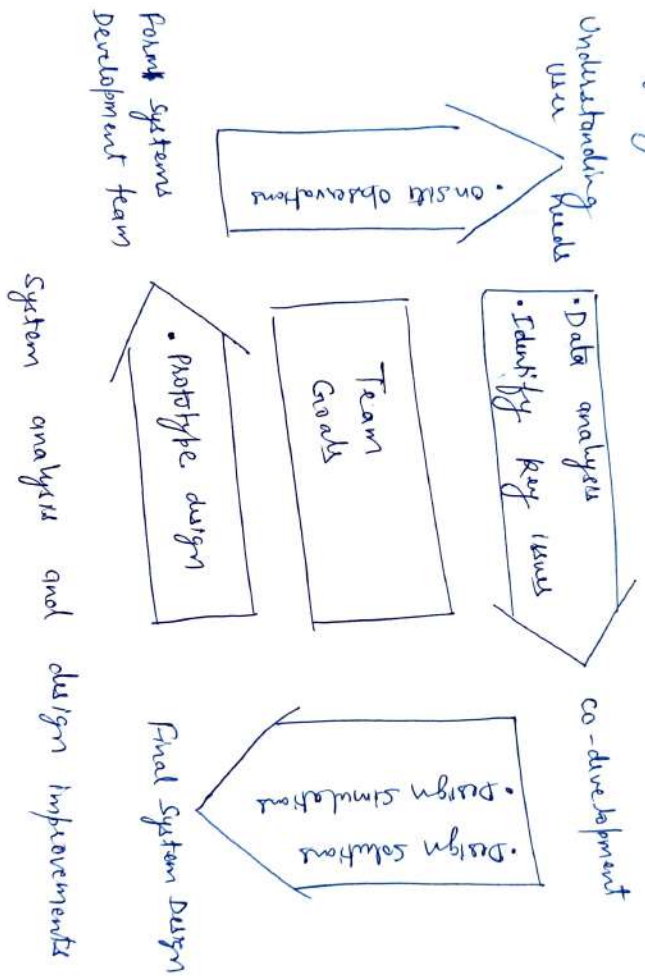 Understanding
User Needs
• Data analysis
• Identify key issues
co-development
• onsite observations
Team
Goals
• Design solutions
• Design simulations
Form systems
Development team
• Prototype design
Final System Design
System analysis and design improvements